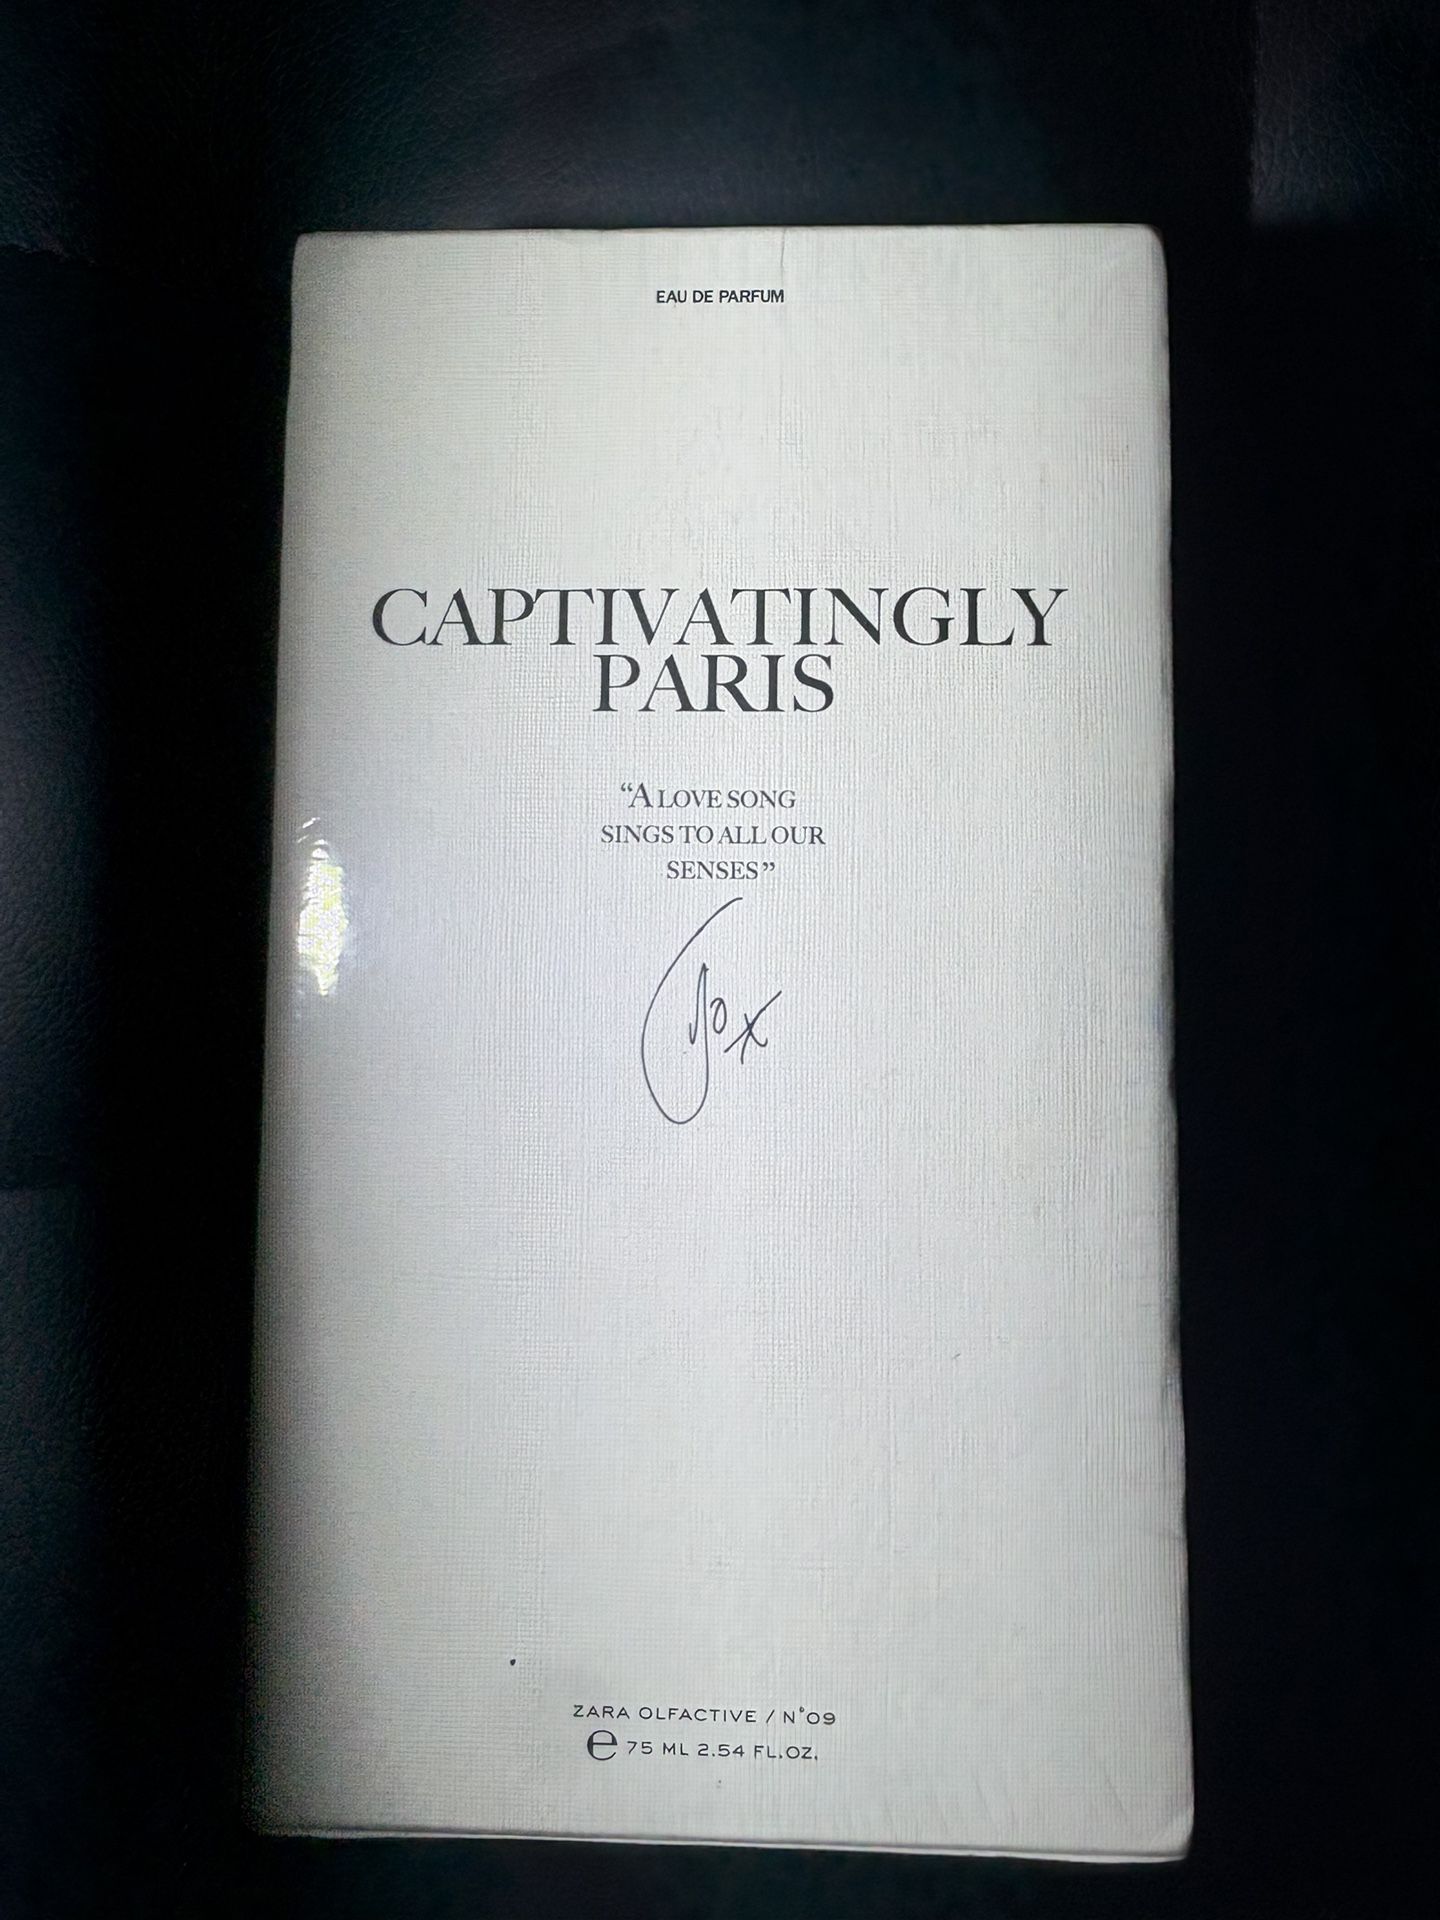 EAU DE PARFUM
CAPTIVATINGLY
PARIS
“A LOVE SONG
SINGS TO ALL OUR
SENSES”
Jo x
ZARA OLFACTIVE / N°09
℮ 75 ML 2.54 FL.OZ.